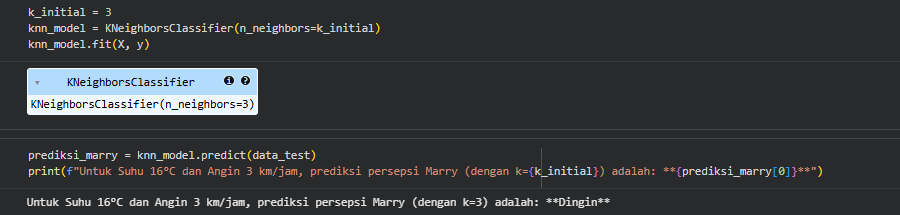 k_initial = 3
knn_model = KNeighborsClassifier(n_neighbors=k_initial)
knn_model.fit(X, y)
▾ KNeighborsClassifier i ?
KNeighborsClassifier(n_neighbors=3)
prediksi_marry = knn_model.predict(data_test)
print(f"Untuk Suhu 16°C dan Angin 3 km/jam, prediksi persepsi Marry (dengan k={k_initial}) adalah: **{prediksi_marry[0]}**")
Untuk Suhu 16°C dan Angin 3 km/jam, prediksi persepsi Marry (dengan k=3) adalah: **Dingin**